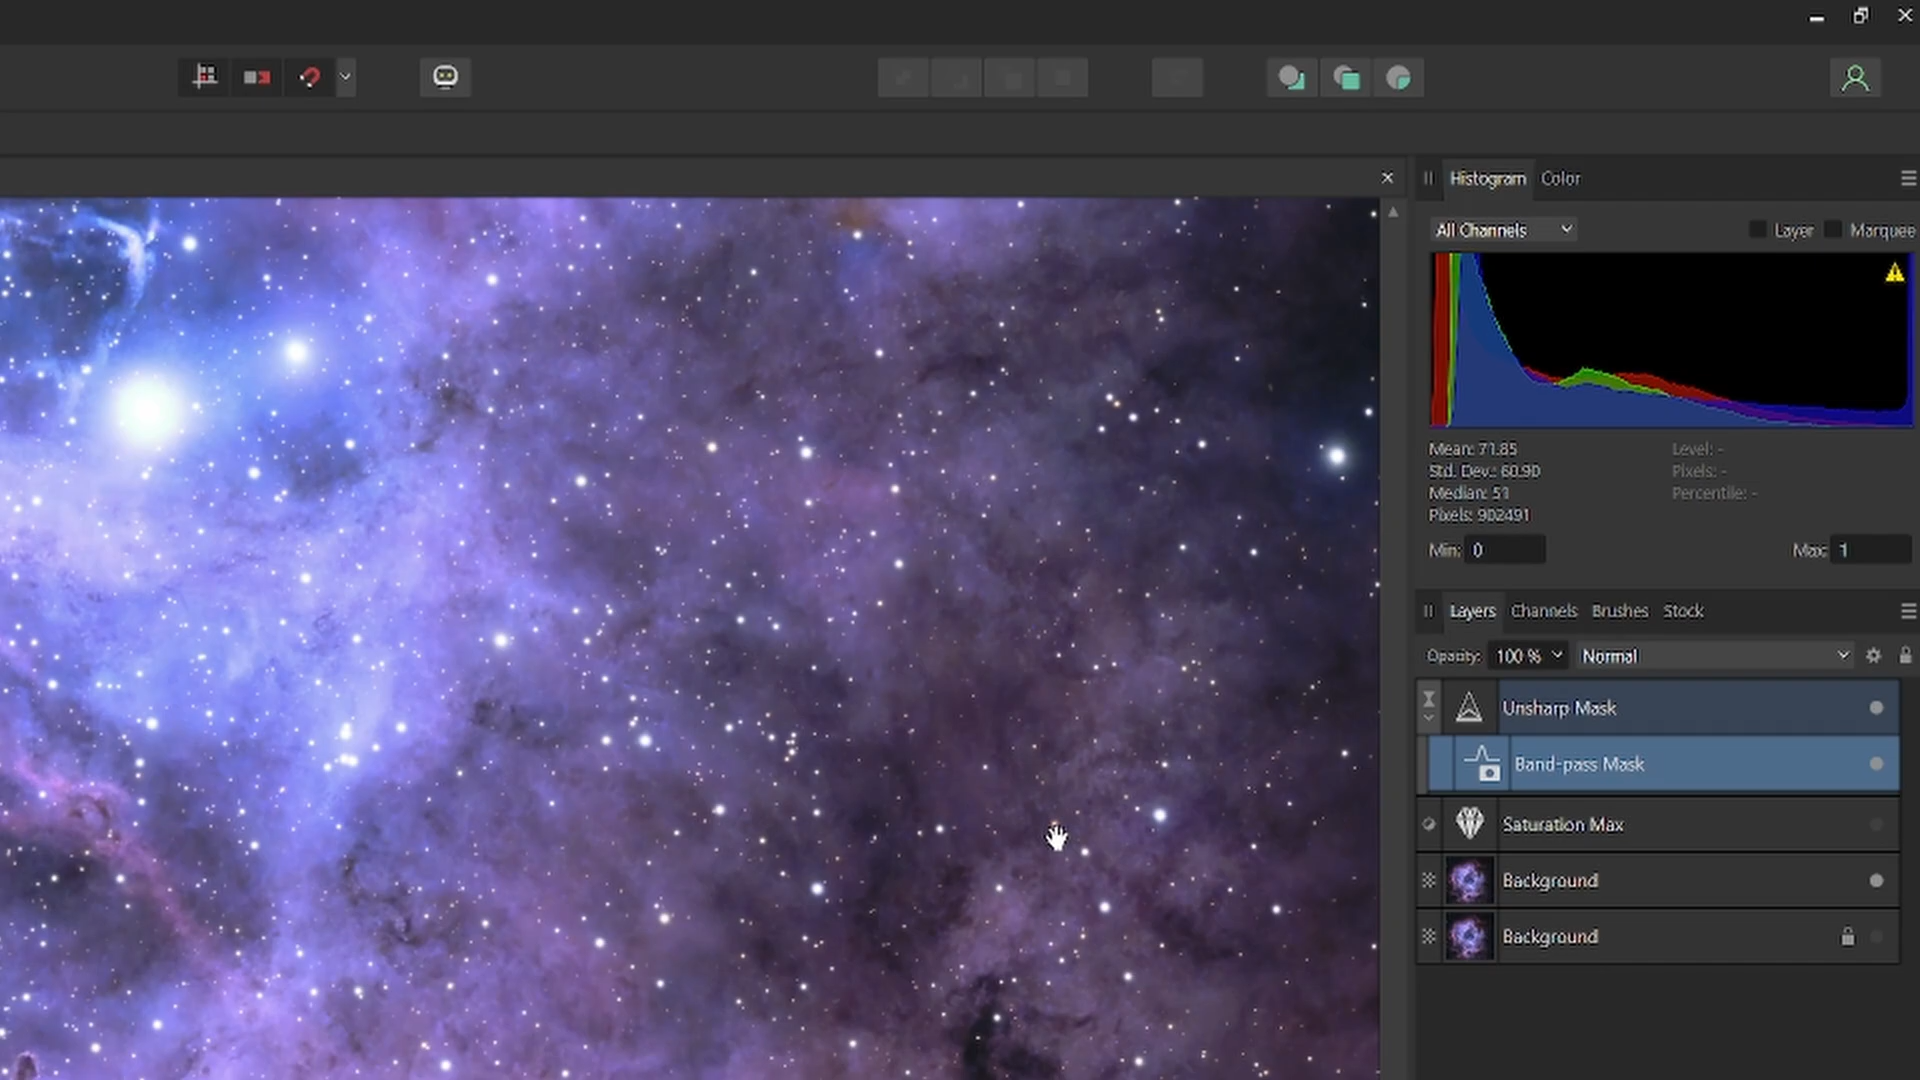 Histogram Color
All Channels Layer Marquee
Mean: 71.85 Level: -
Std. Dev.: 60.90 Pixels: -
Median: 51 Percentile: -
Pixels: 902491
Min: 0 Max: 1
Layers Channels Brushes Stock
Opacity: 100 % Normal
Unsharp Mask
Band-pass Mask
Saturation Max
Background
Background